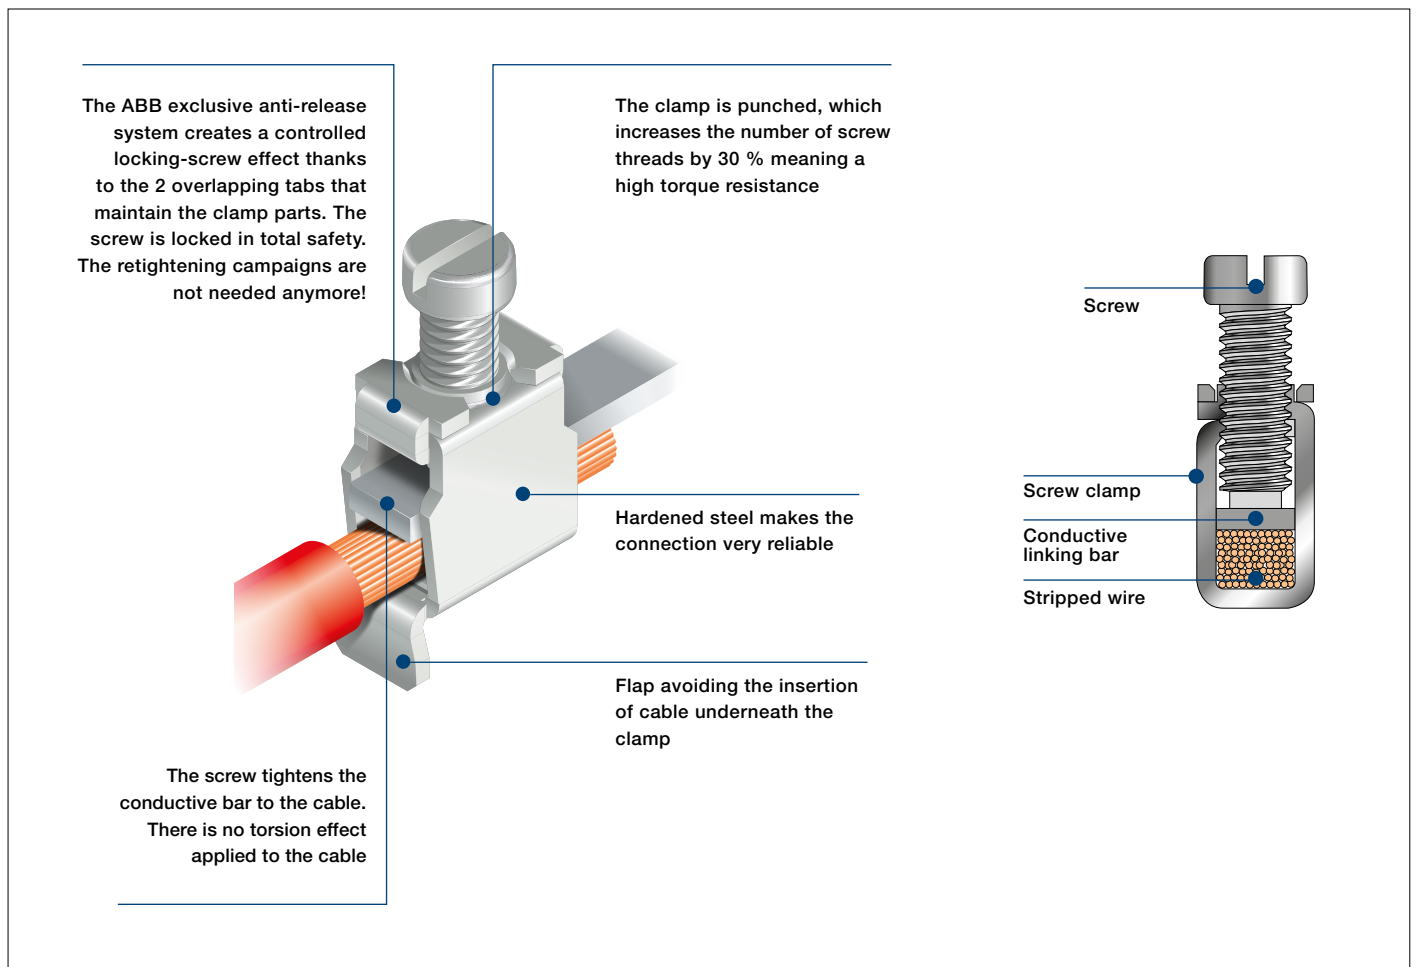 The ABB exclusive anti-release
system creates a controlled
locking-screw effect thanks
to the 2 overlapping tabs that
maintain the clamp parts. The
screw is locked in total safety.
The retightening campaigns are
not needed anymore!
The clamp is punched, which
increases the number of screw
threads by 30 % meaning a
high torque resistance
Hardened steel makes the
connection very reliable
Flap avoiding the insertion
of cable underneath the
clamp
The screw tightens the
conductive bar to the cable.
There is no torsion effect
applied to the cable
Screw
Screw clamp
Conductive
linking bar
Stripped wire